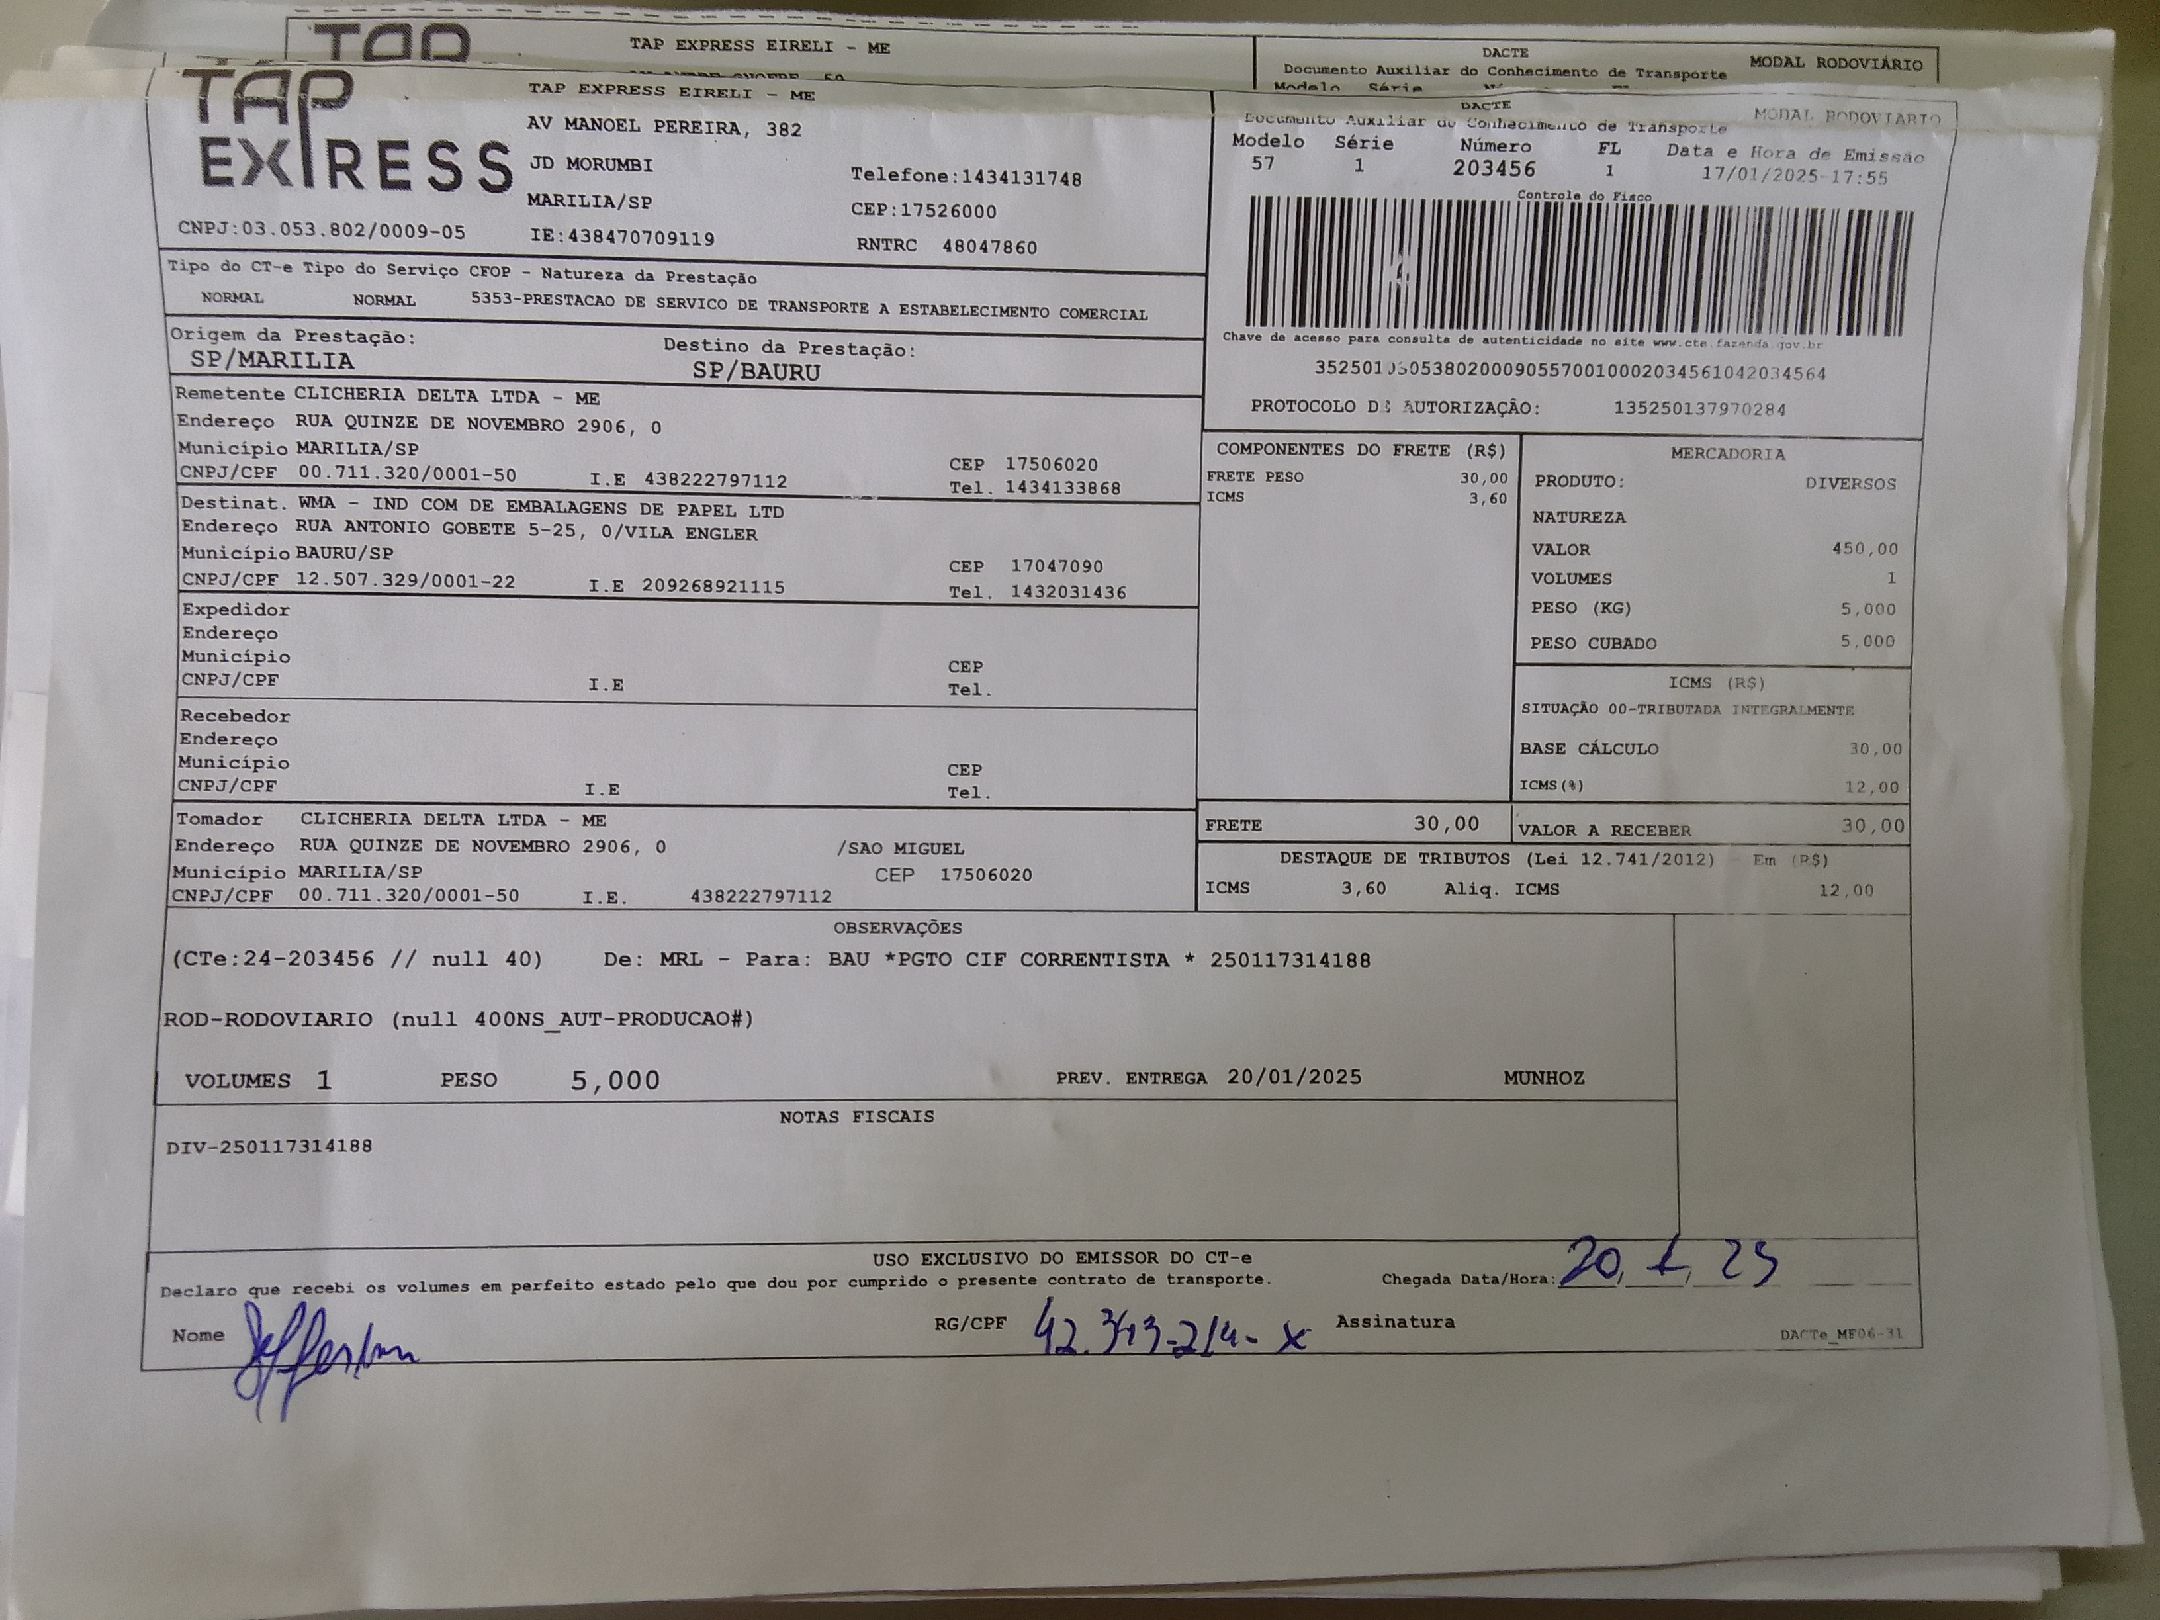 TAP EXPRESS EIRELI - ME
DACTE
MODAL RODOVIÁRIO
Documento Auxiliar do Conhecimento de Transporte
Modelo Série
TAP EXPRESS
TAP EXPRESS EIRELI - ME
AV MANOEL PEREIRA, 382
JD MORUMBI
Telefone:1434131748
MARILIA/SP
CEP:17526000
CNPJ:03.053.802/0009-05
IE:438470709119
RNTRC 48047860
DACTE
MODAL RODOVIÁRIO
Documento Auxiliar do Conhecimento de Transporte
Modelo Série Número FL Data e Hora de Emissão
57 1 203456 1 17/01/2025-17:55
Controle do Fisco
Chave de acesso para consulta de autenticidade no site www.cte.fazenda.gov.br
PROTOCOLO DE AUTORIZAÇÃO: 135250137970284
Tipo do CT-e Tipo do Serviço CFOP - Natureza da Prestação
NORMAL NORMAL 5353-PRESTACAO DE SERVICO DE TRANSPORTE A ESTABELECIMENTO COMERCIAL
Origem da Prestação: Destino da Prestação:
SP/MARILIA SP/BAURU
Remetente CLICHERIA DELTA LTDA - ME
Endereço RUA QUINZE DE NOVEMBRO 2906, 0
Município MARILIA/SP CEP 17506020
CNPJ/CPF 00.711.320/0001-50 I.E 438222797112 Tel. 1434133868
Destinat. WMA - IND COM DE EMBALAGENS DE PAPEL LTD
Endereço RUA ANTONIO GOBETE 5-25, 0/VILA ENGLER
Município BAURU/SP CEP 17047090
CNPJ/CPF 12.507.329/0001-22 I.E 209268921115 Tel. 1432031436
Expedidor
Endereço
Município CEP
CNPJ/CPF I.E Tel.
Recebedor
Endereço
Município CEP
CNPJ/CPF I.E Tel.
Tomador CLICHERIA DELTA LTDA - ME
Endereço RUA QUINZE DE NOVEMBRO 2906, 0 /SAO MIGUEL
Município MARILIA/SP CEP 17506020
CNPJ/CPF 00.711.320/0001-50 I.E. 438222797112
COMPONENTES DO FRETE (R$)
FRETE PESO 30,00
ICMS 3,60
MERCADORIA
PRODUTO: DIVERSOS
NATUREZA
VALOR 450,00
VOLUMES 1
PESO (KG) 5,000
PESO CUBADO 5,000
ICMS (R$)
SITUAÇÃO 00-TRIBUTADA INTEGRALMENTE
BASE CÁLCULO 30,00
ICMS(%) 12,00
FRETE 30,00 VALOR A RECEBER 30,00
DESTAQUE DE TRIBUTOS (Lei 12.741/2012) - Em (R$)
ICMS 3,60 Aliq. ICMS 12,00
OBSERVAÇÕES
(CTe:24-203456 // null 40) De: MRL - Para: BAU *PGTO CIF CORRENTISTA * 250117314188
ROD-RODOVIARIO (null 400NS_AUT-PRODUCAO#)
VOLUMES 1 PESO 5,000 PREV. ENTREGA 20/01/2025 MUNHOZ
NOTAS FISCAIS
DIV-250117314188
USO EXCLUSIVO DO EMISSOR DO CT-e
Declaro que recebi os volumes em perfeito estado pelo que dou por cumprido o presente contrato de transporte. Chegada Data/Hora: 20, 1, 25
Nome Jefferson RG/CPF 42.343-214-x Assinatura
DACTe_MF06-31